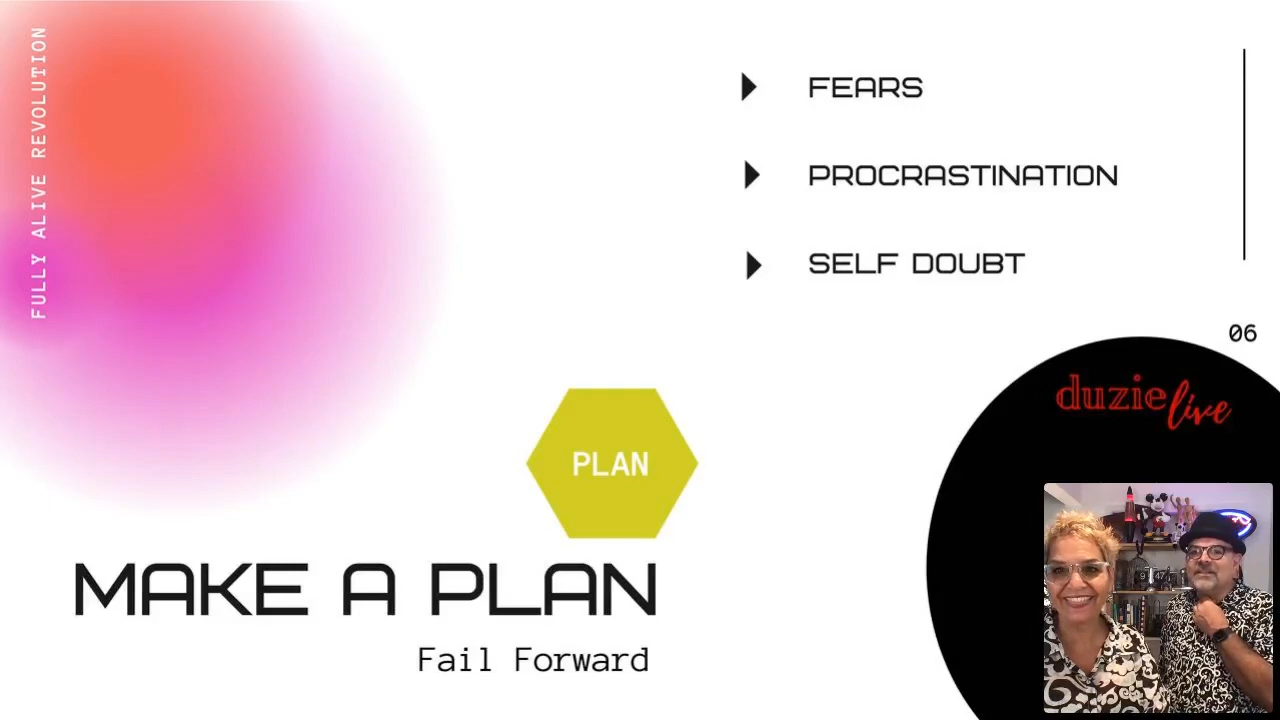 FULLY ALIVE REVOLUTION
FEARS
PROCRASTINATION
SELF DOUBT
06
duzie live
PLAN
MAKE A PLAN
Fail Forward